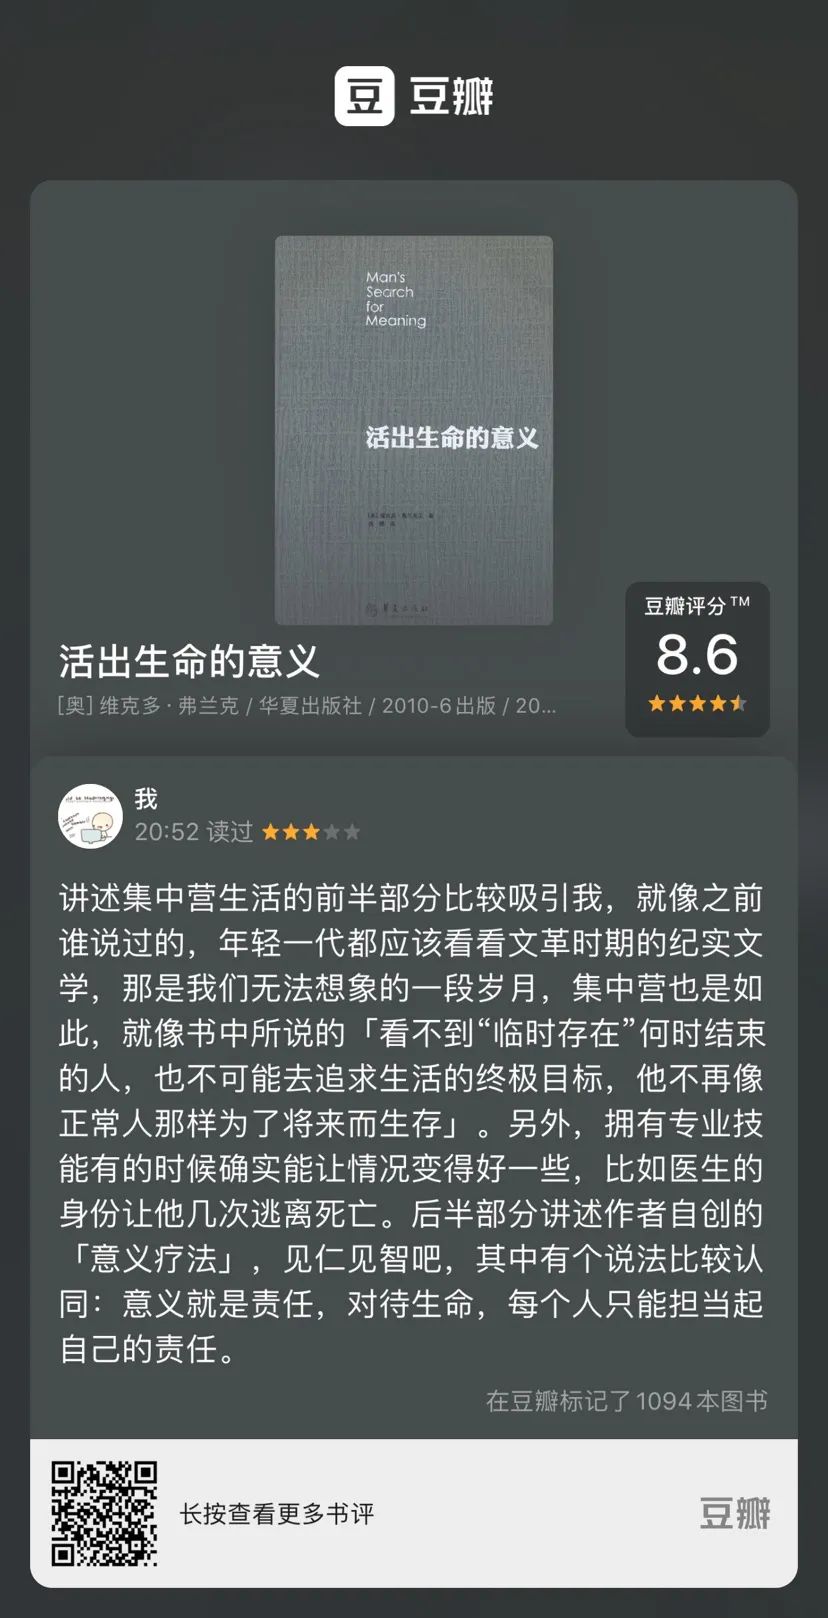 豆 豆瓣
Man's
Search
for
Meaning
活出生命的意义
豆瓣评分™
8.6
活出生命的意义
[奥] 维克多·弗兰克 / 华夏出版社 / 2010-6出版 / 20...
我
20:52 读过
讲述集中营生活的前半部分比较吸引我，就像之前
谁说过的，年轻一代都应该看看文革时期的纪实文
学，那是我们无法想象的一段岁月，集中营也是如
此，就像书中所说的「看不到“临时存在”何时结束
的人，也不可能去追求生活的终极目标，他不再像
正常人那样为了将来而生存」。另外，拥有专业技
能有的时候确实能让情况变得好一些，比如医生的
身份让他几次逃离死亡。后半部分讲述作者自创的
「意义疗法」，见仁见智吧，其中有个说法比较认
同：意义就是责任，对待生命，每个人只能担当起
自己的责任。
在豆瓣标记了1094本图书
长按查看更多书评
豆瓣